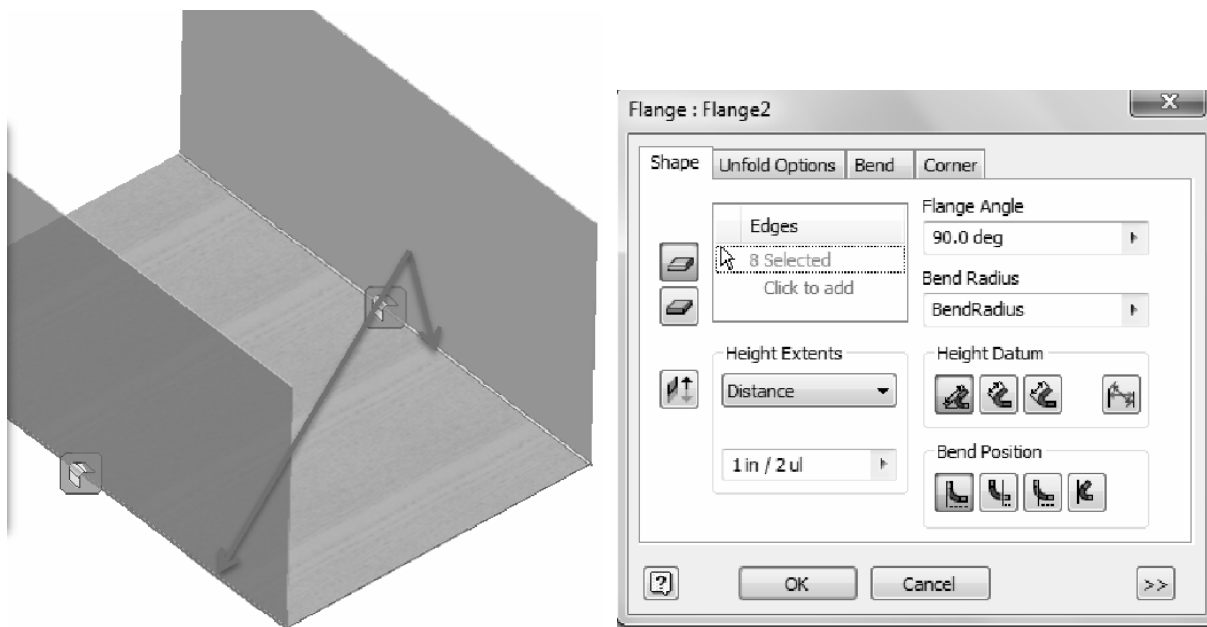 Flange : Flange2
Shape Unfold Options Bend Corner
Edges
8 Selected
Click to add
Flange Angle
90.0 deg
Bend Radius
BendRadius
Height Extents
Distance
1 in / 2 ul
Height Datum
Bend Position
OK Cancel >>